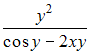 y²/(cos y − 2xy)